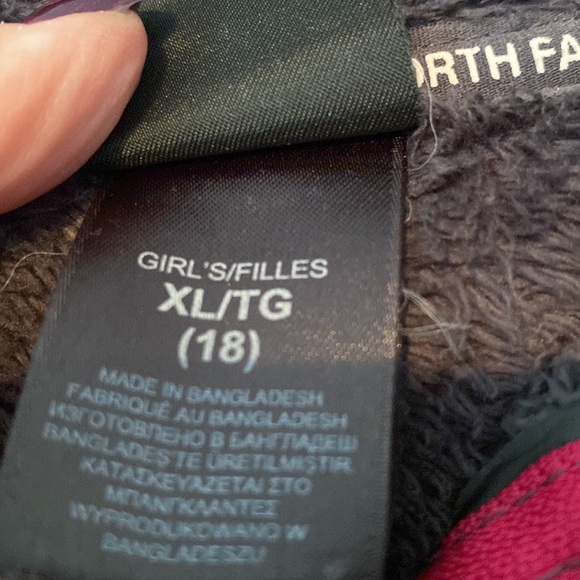 ORTH FA
GIRL'S/FILLES
XL/TG
(18)
MADE IN BANGLADESH
FABRIQUÉ AU BANGLADESH
ИЗГОТОВЛЕНО В БАНГЛАДЕШ
BANGLADEŞ'TE ÜRETILMIŞTIR
ΚΑΤΑΣΚΕΥΑΖΕΤΑΙ ΣΤΟ
ΜΠΑΝΓΚΛΑΝΤΕΣ
WYPRODUKOWANO W
BANGLADESZU